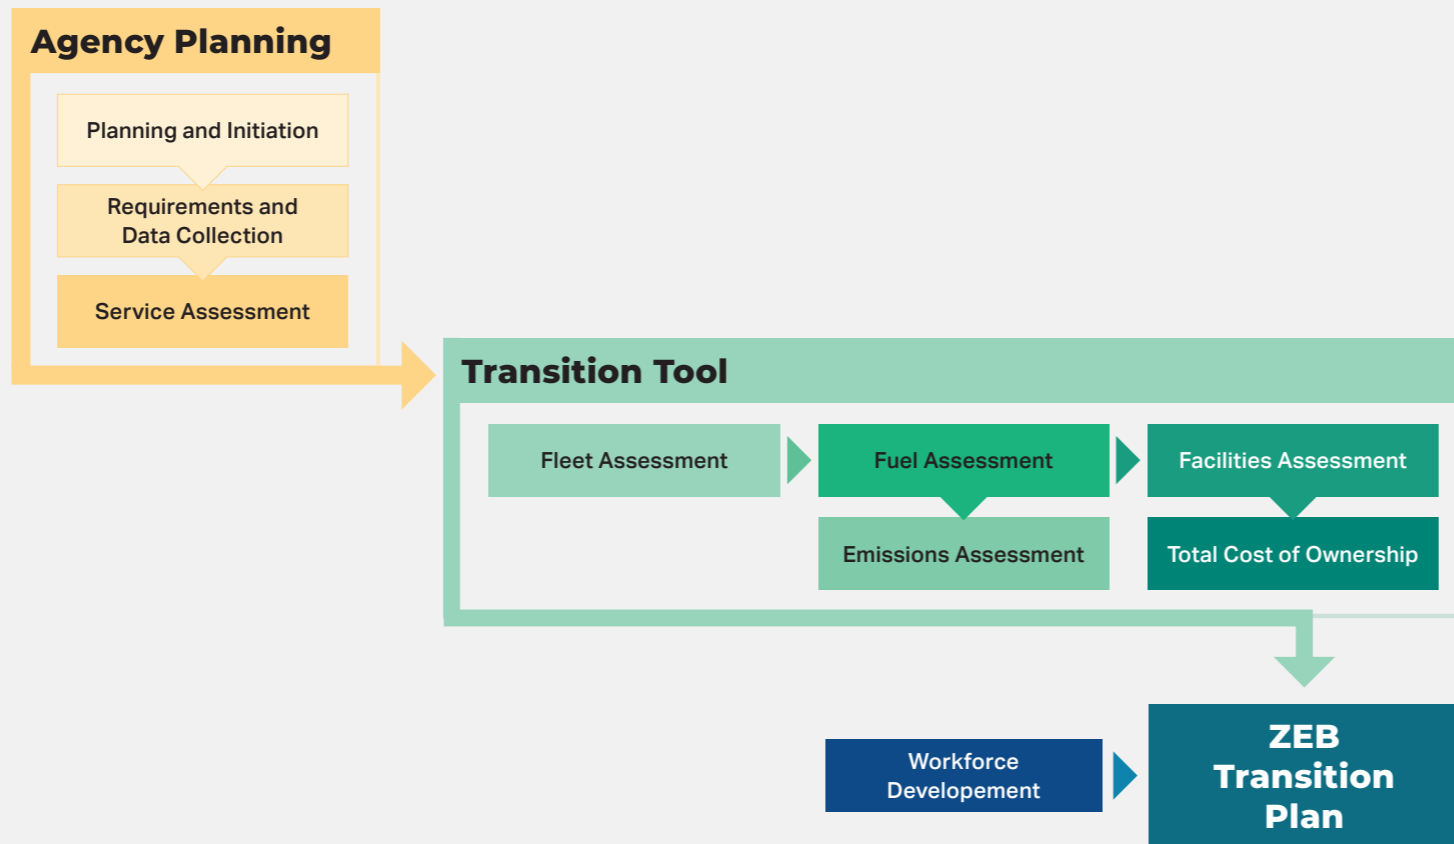 Agency Planning
Planning and Initiation
Requirements and
Data Collection
Service Assessment
Transition Tool
Fleet Assessment
Fuel Assessment
Facilities Assessment
Emissions Assessment
Total Cost of Ownership
Workforce
Developement
ZEB
Transition
Plan